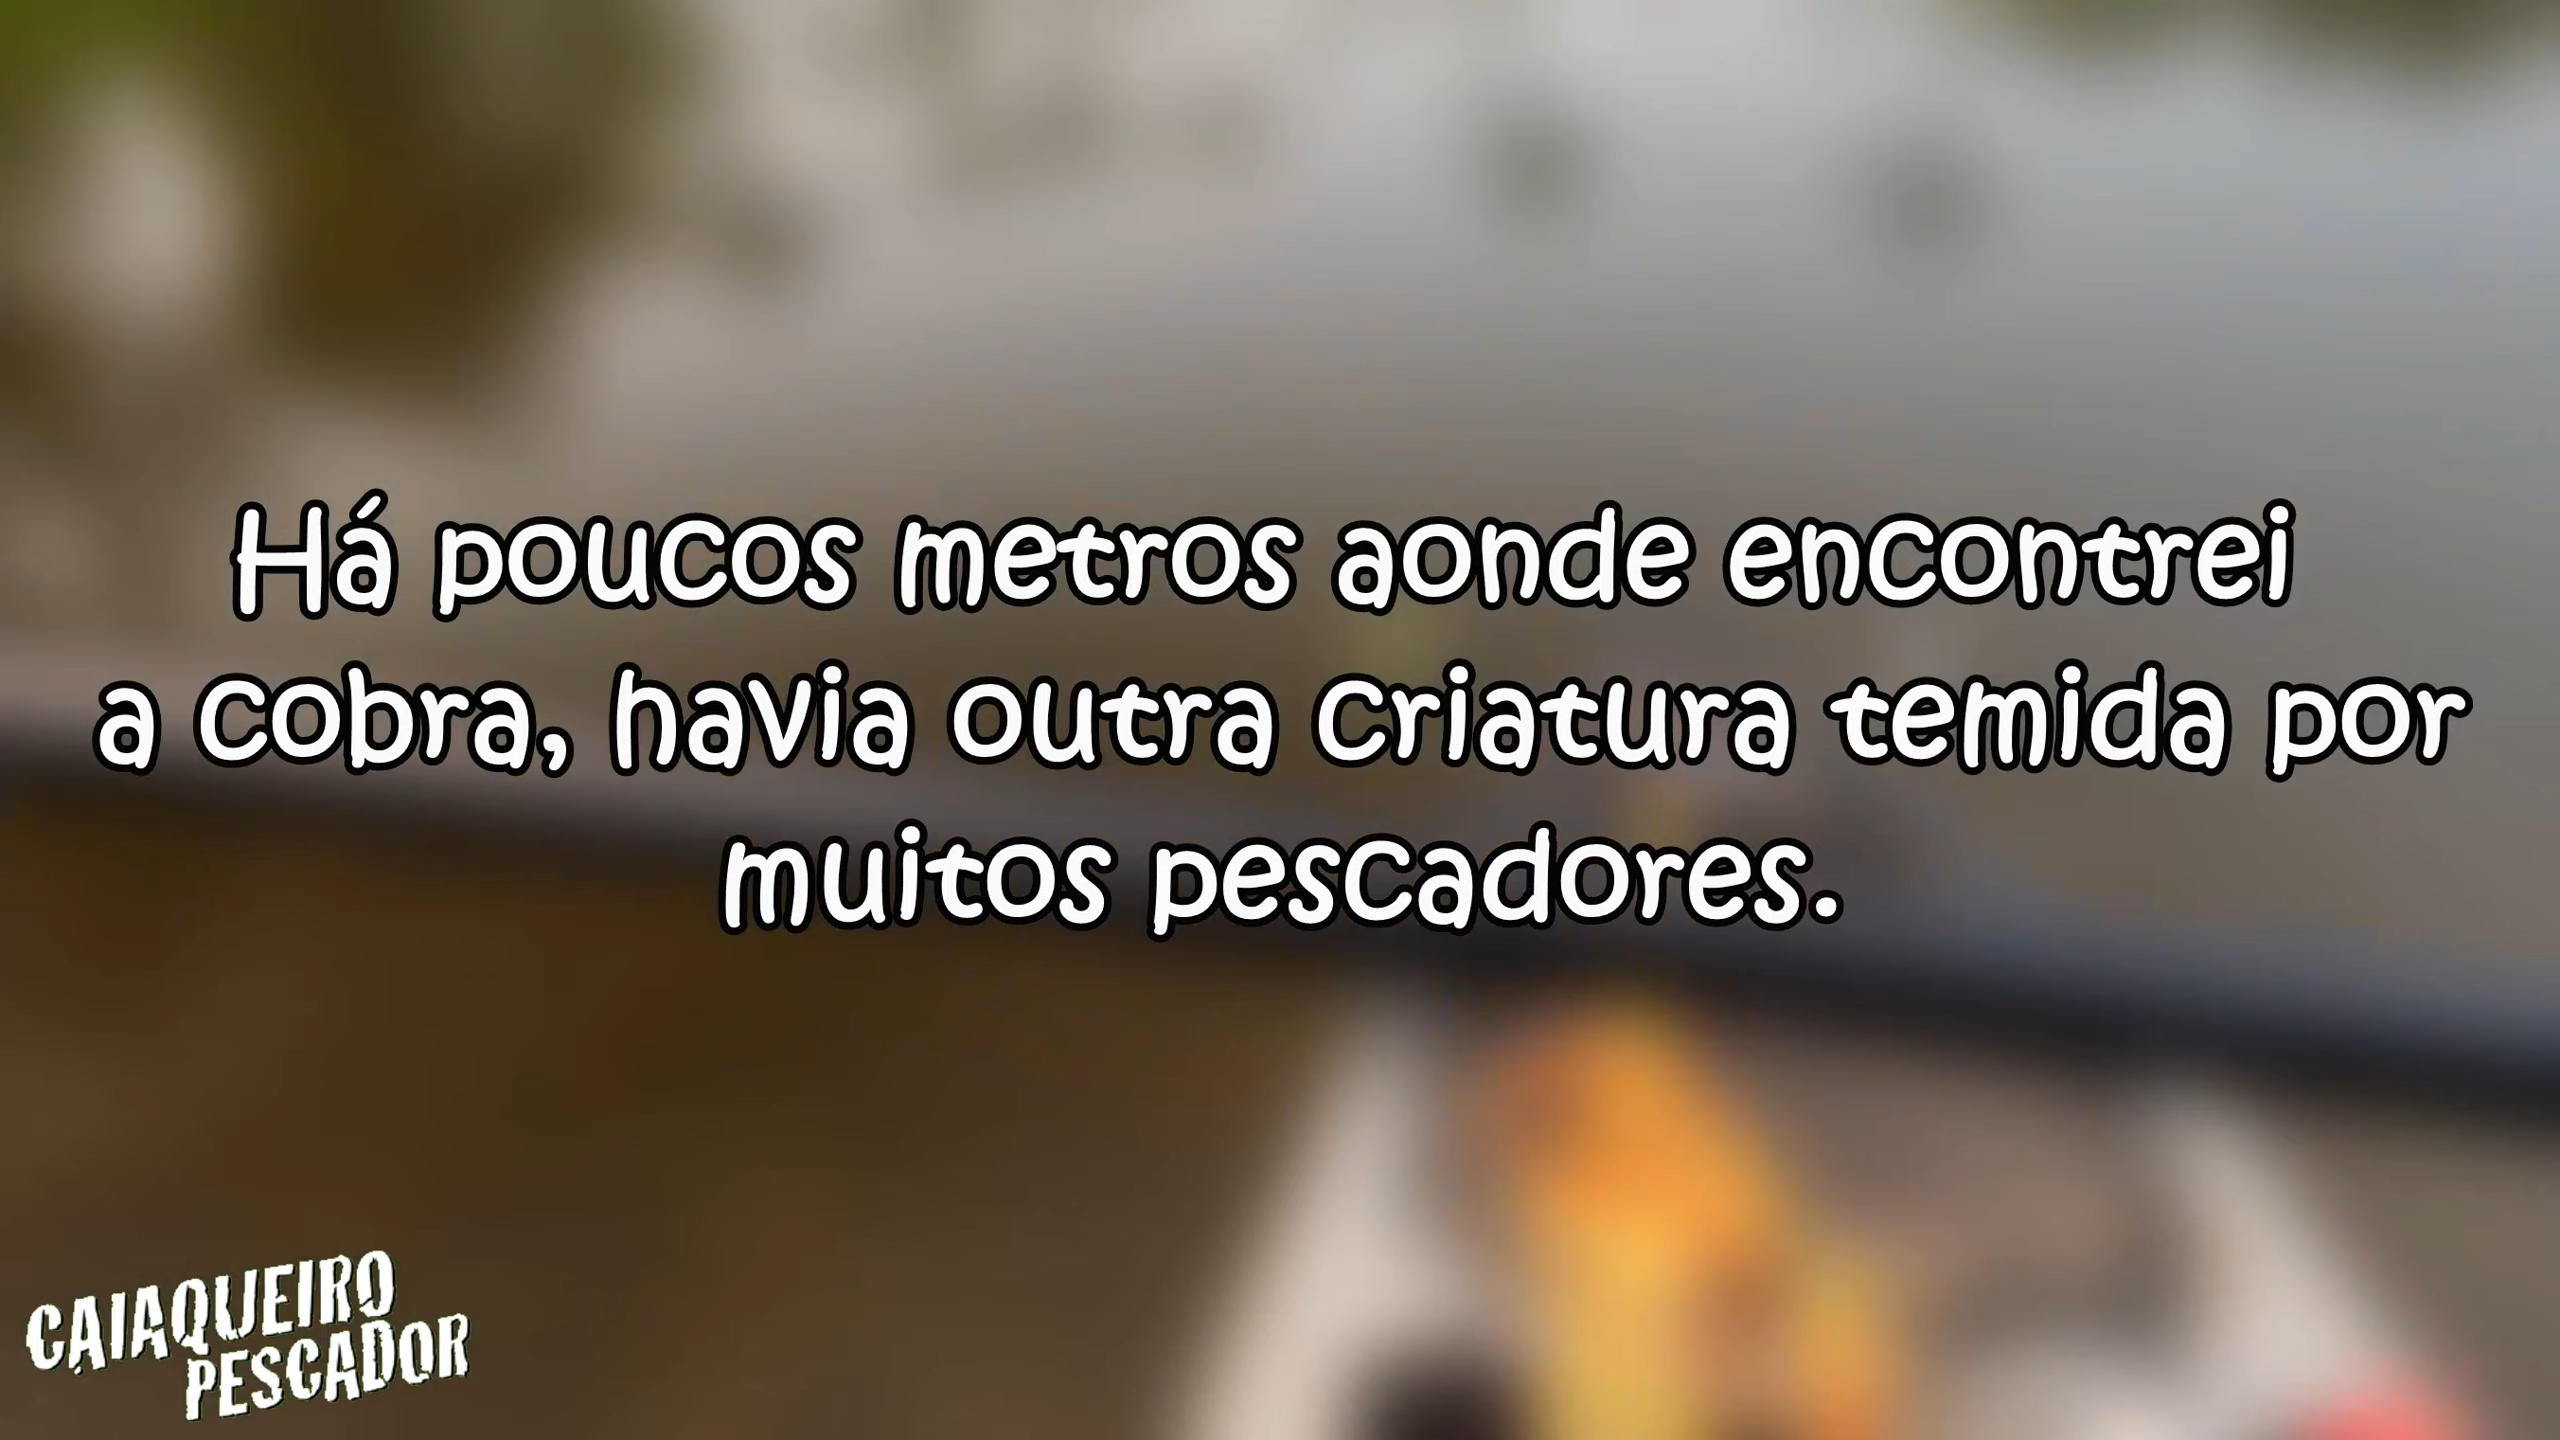 Há poucos metros aonde encontrei
a cobra, havia outra criatura temida por
muitos pescadores.
CAIAQUEIRO
PESCADOR